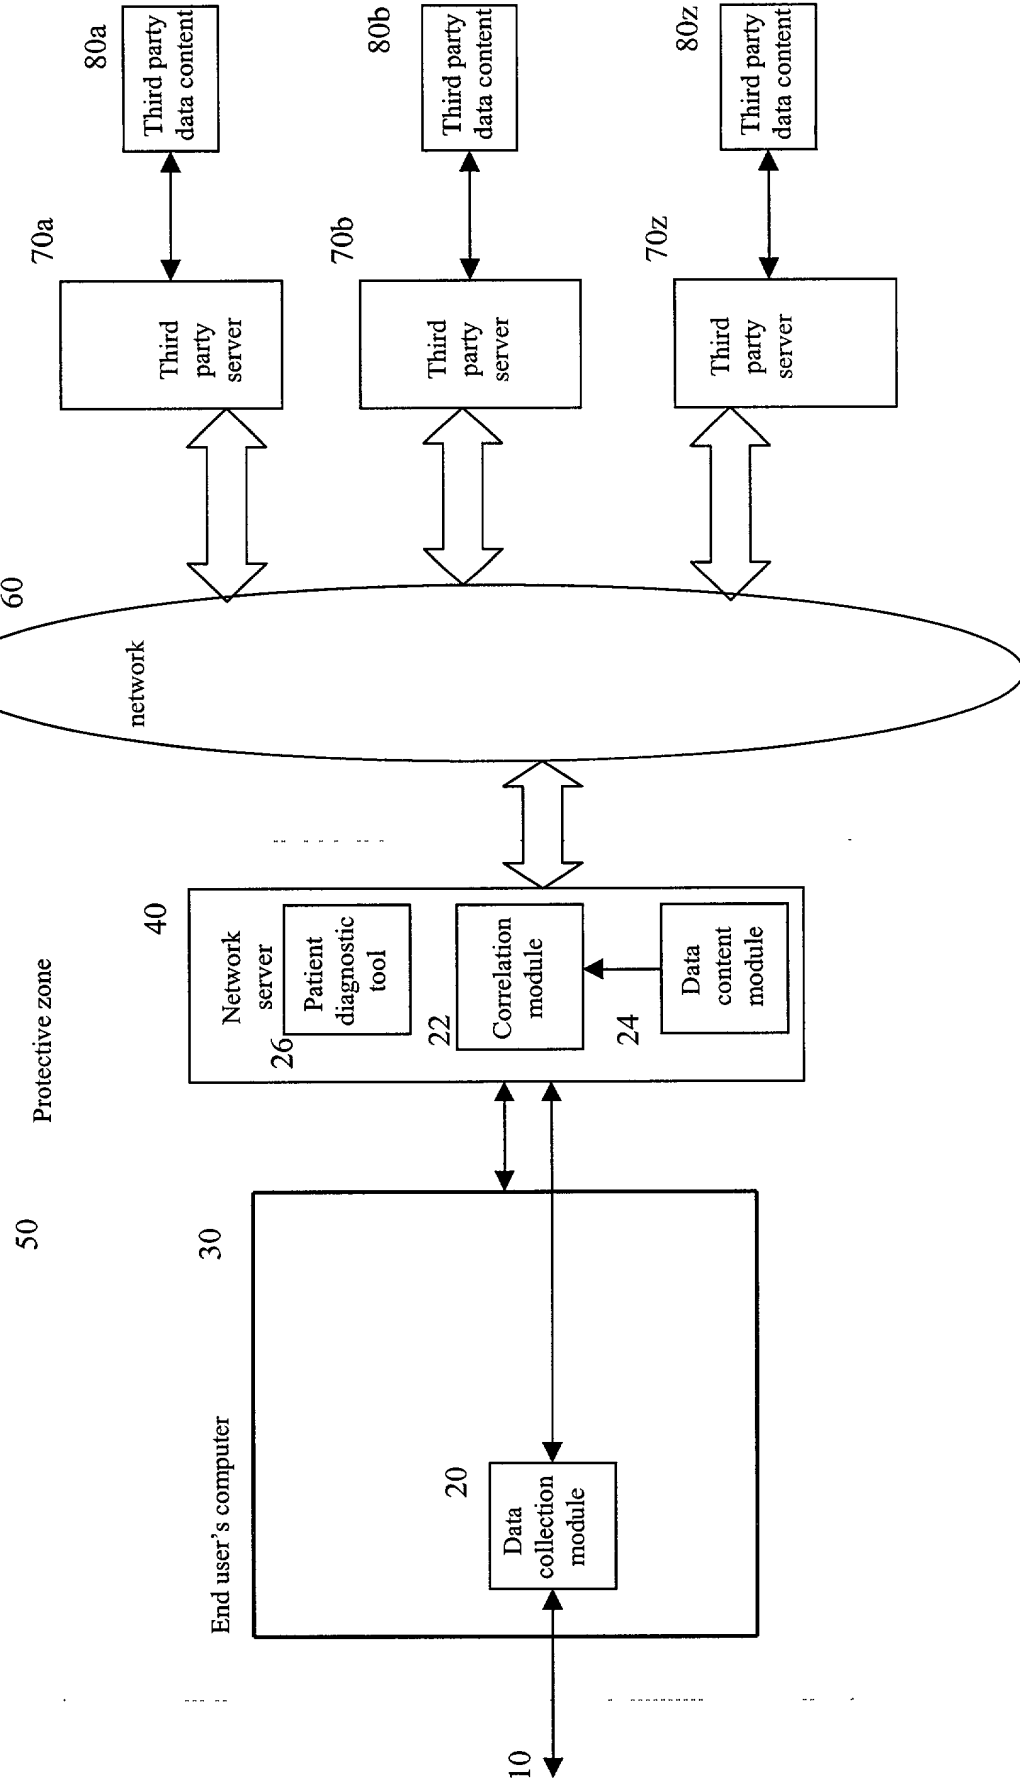 50
Protective zone
60
10
End user's computer
30
20
Data
collection
module
40
Network
server
26
Patient
diagnostic
tool
22
Correlation
module
24
Data
content
module
network
70a
Third
party
server
80a
Third party
data content
70b
Third
party
server
80b
Third party
data content
70z
Third
party
server
80z
Third party
data content